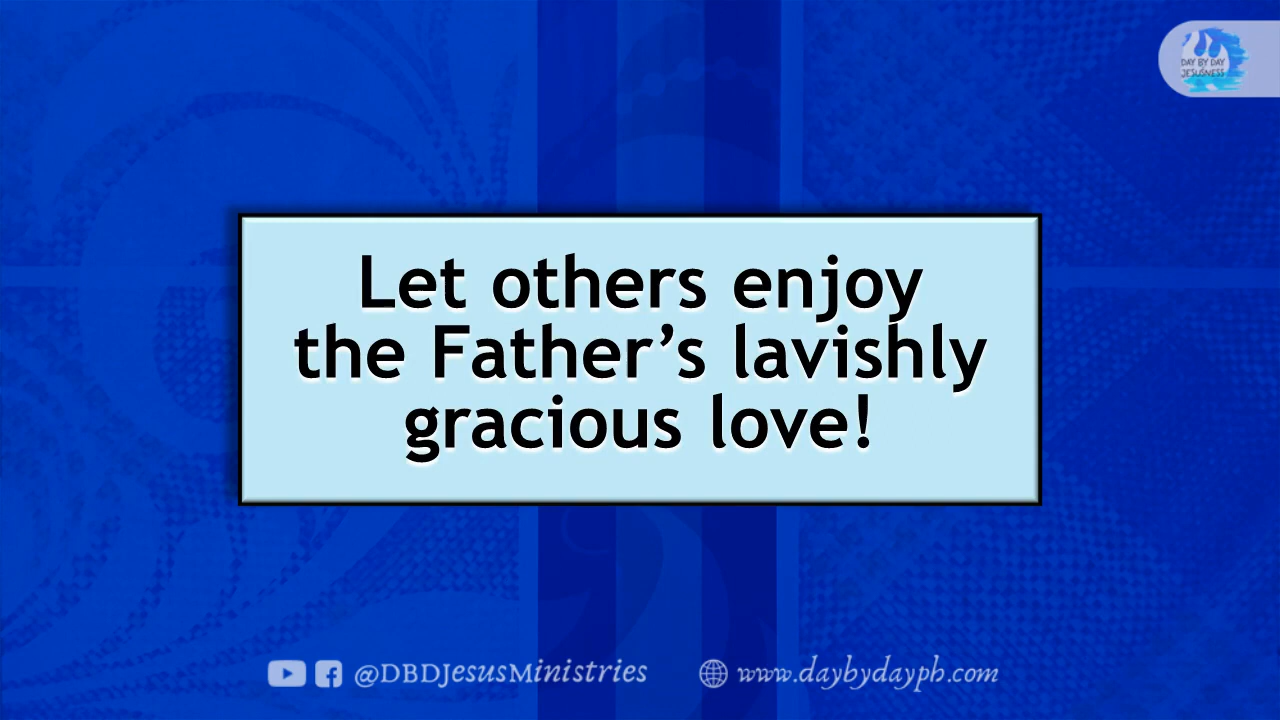 DAY BY DAY
JESUSNESS
Let others enjoy
the Father’s lavishly
gracious love!
@DBDJesusMinistries
www.daybydayph.com